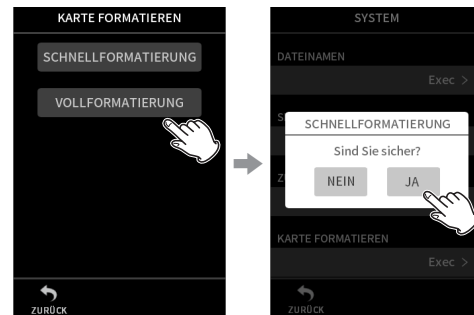 KARTE FORMATIEREN
SCHNELLFORMATIERUNG
VOLLFORMATIERUNG
ZURÜCK
SYSTEM
DATEINAMEN
Exec >
S
SCHNELLFORMATIERUNG
Sind Sie sicher?
Z
NEIN
JA
KARTE FORMATIEREN
Exec >
ZURÜCK